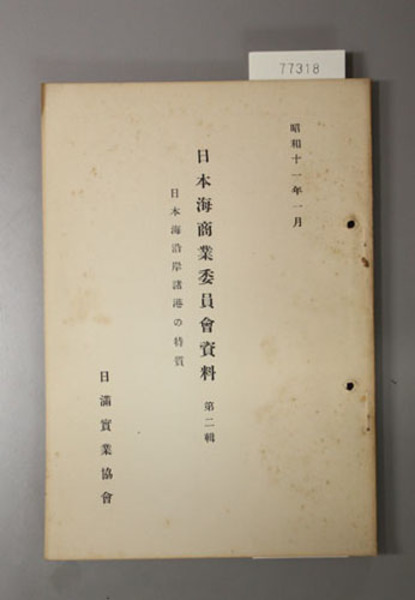 77318
昭和十一年一月
日本海商業委員會資料 第二輯
日本海沿岸諸港の特質
日滿實業協會